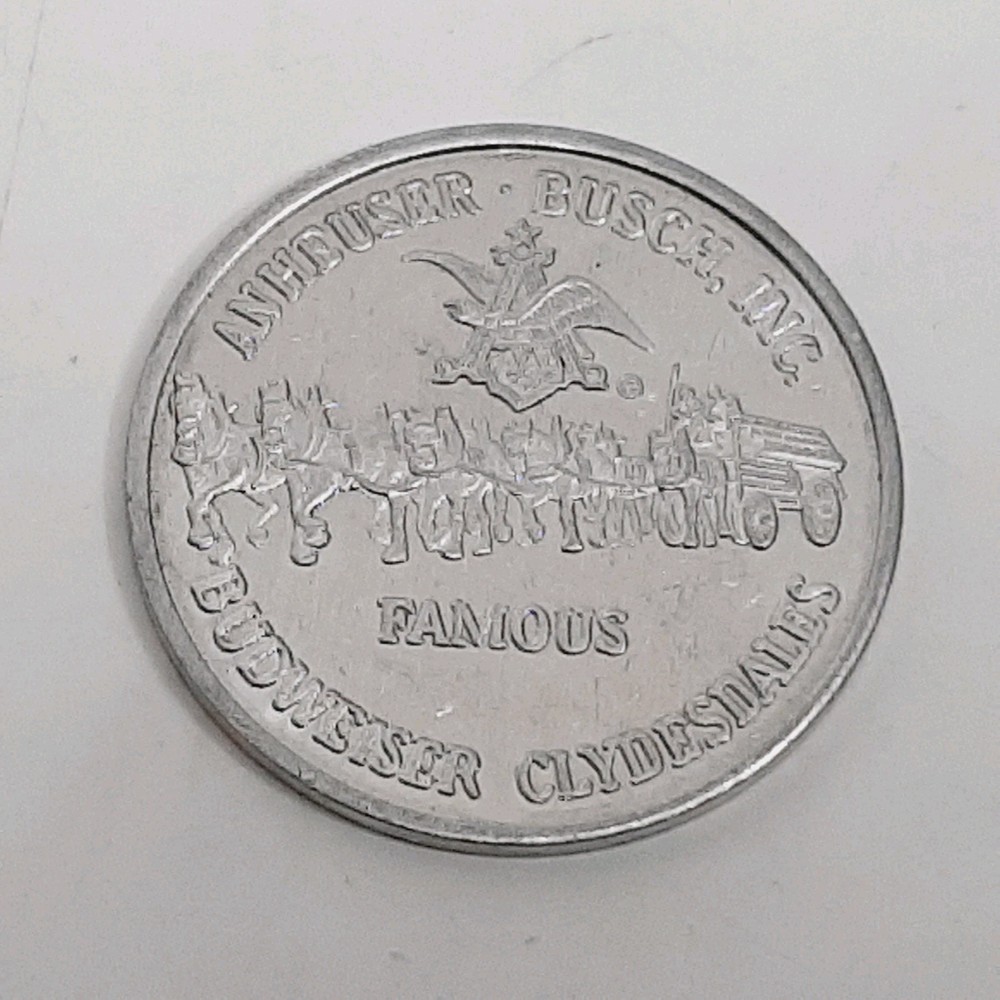 ANHEUSER · BUSCH, INC.
®
FAMOUS
BUDWEISER CLYDESDALES